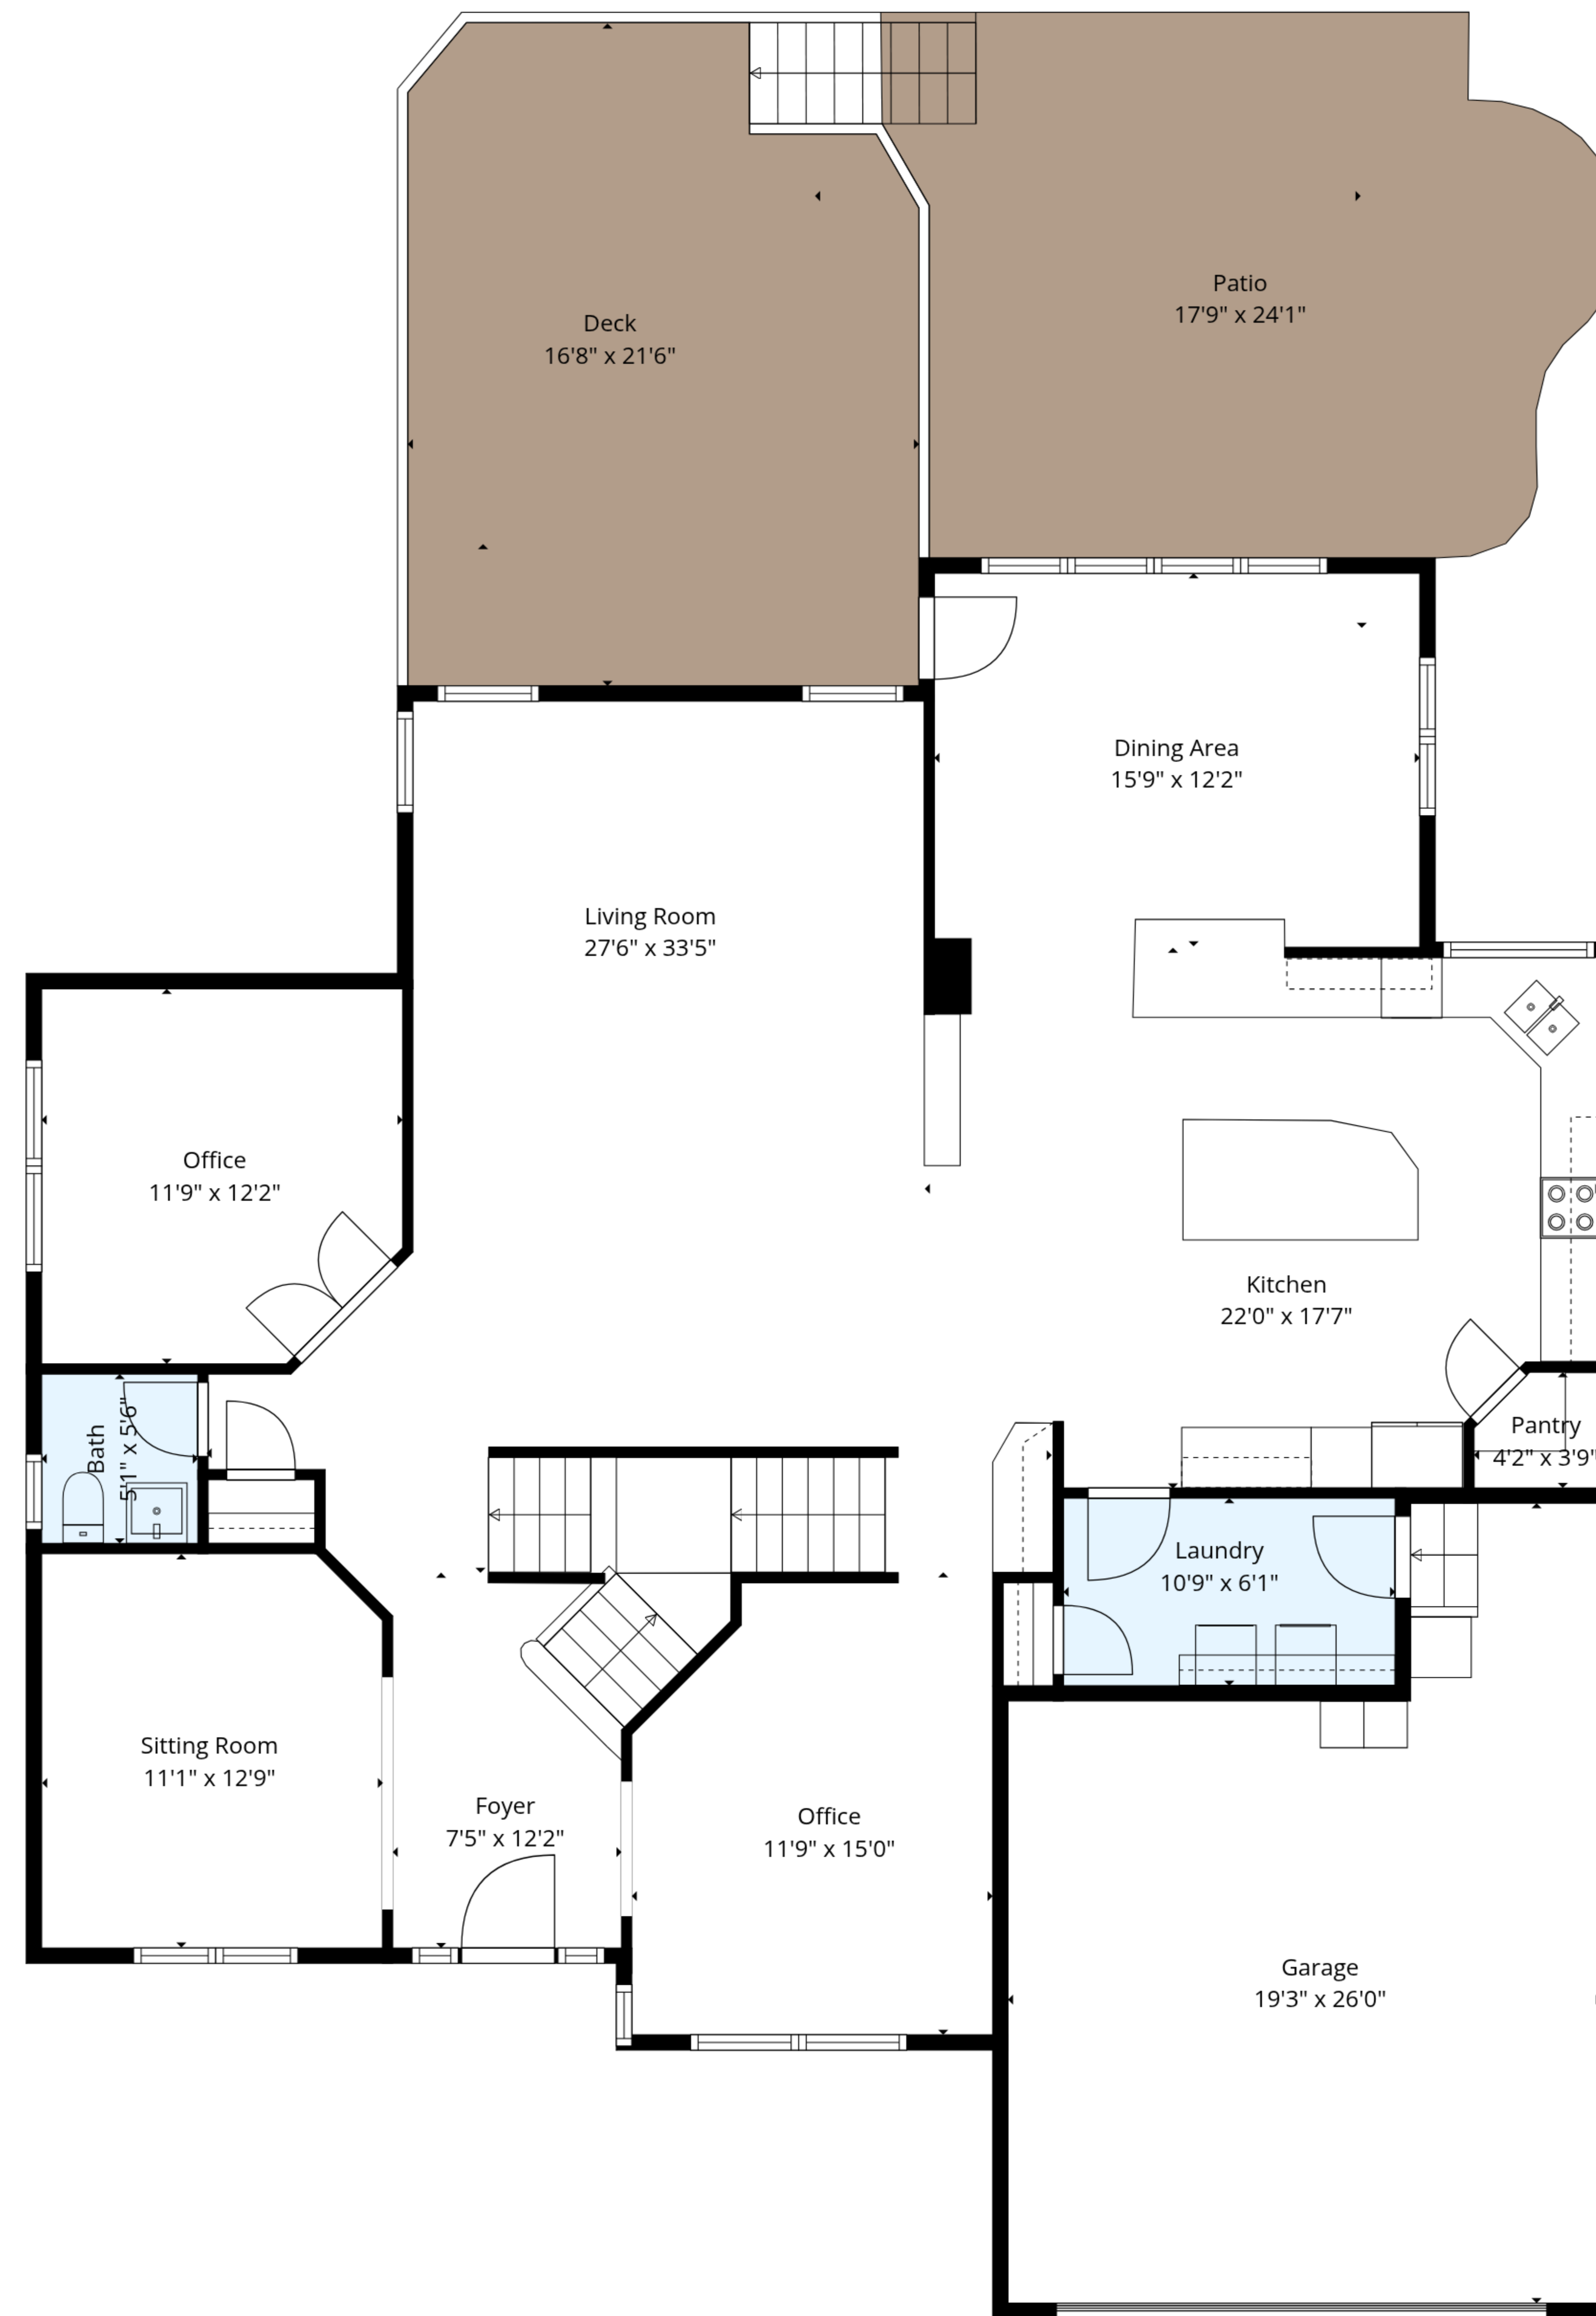 Patio
17'9" x 24'1"
Deck
16'8" x 21'6"
Dining Area
15'9" x 12'2"
Living Room
27'6" x 33'5"
Office
11'9" x 12'2"
Kitchen
22'0" x 17'7"
Bath
5'1" x 5'6"
Pantry
4'2" x 3'9"
Laundry
10'9" x 6'1"
Sitting Room
11'1" x 12'9"
Foyer
7'5" x 12'2"
Office
11'9" x 15'0"
Garage
19'3" x 26'0"